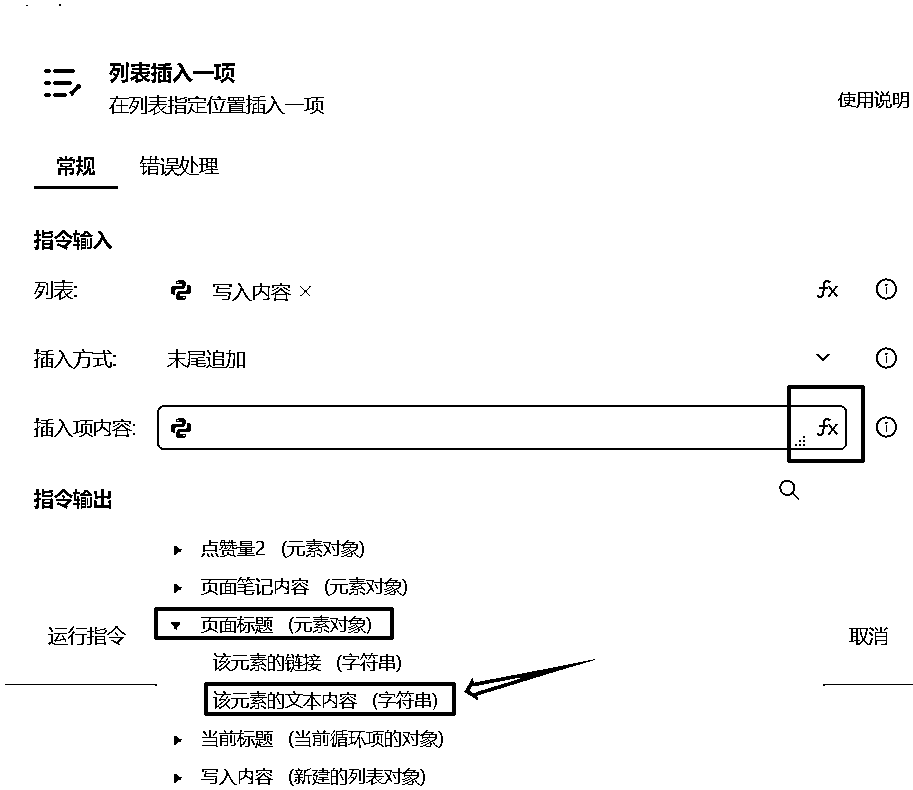 列表插入一项
在列表指定位置插入一项
使用说明
常规 错误处理
指令输入
列表: 写入内容 × fx
插入方式: 末尾追加
插入项内容: fx
指令输出
点赞量2 (元素对象)
页面笔记内容 (元素对象)
页面标题 (元素对象)
运行指令 取消
该元素的链接 (字符串)
该元素的文本内容 (字符串)
当前标题 (当前循环项的对象)
写入内容 (新建的列表对象)